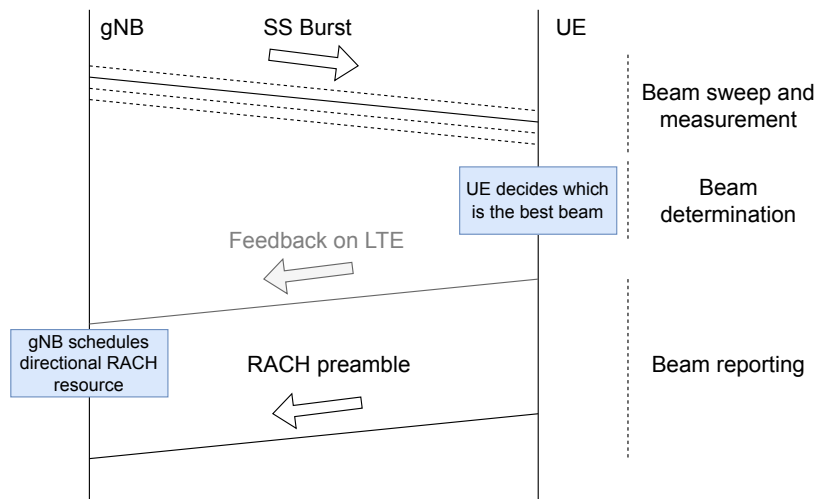 gNB
SS Burst
UE
Beam sweep and
measurement
UE decides which
is the best beam
Beam
determination
Feedback on LTE
gNB schedules
directional RACH
resource
RACH preamble
Beam reporting